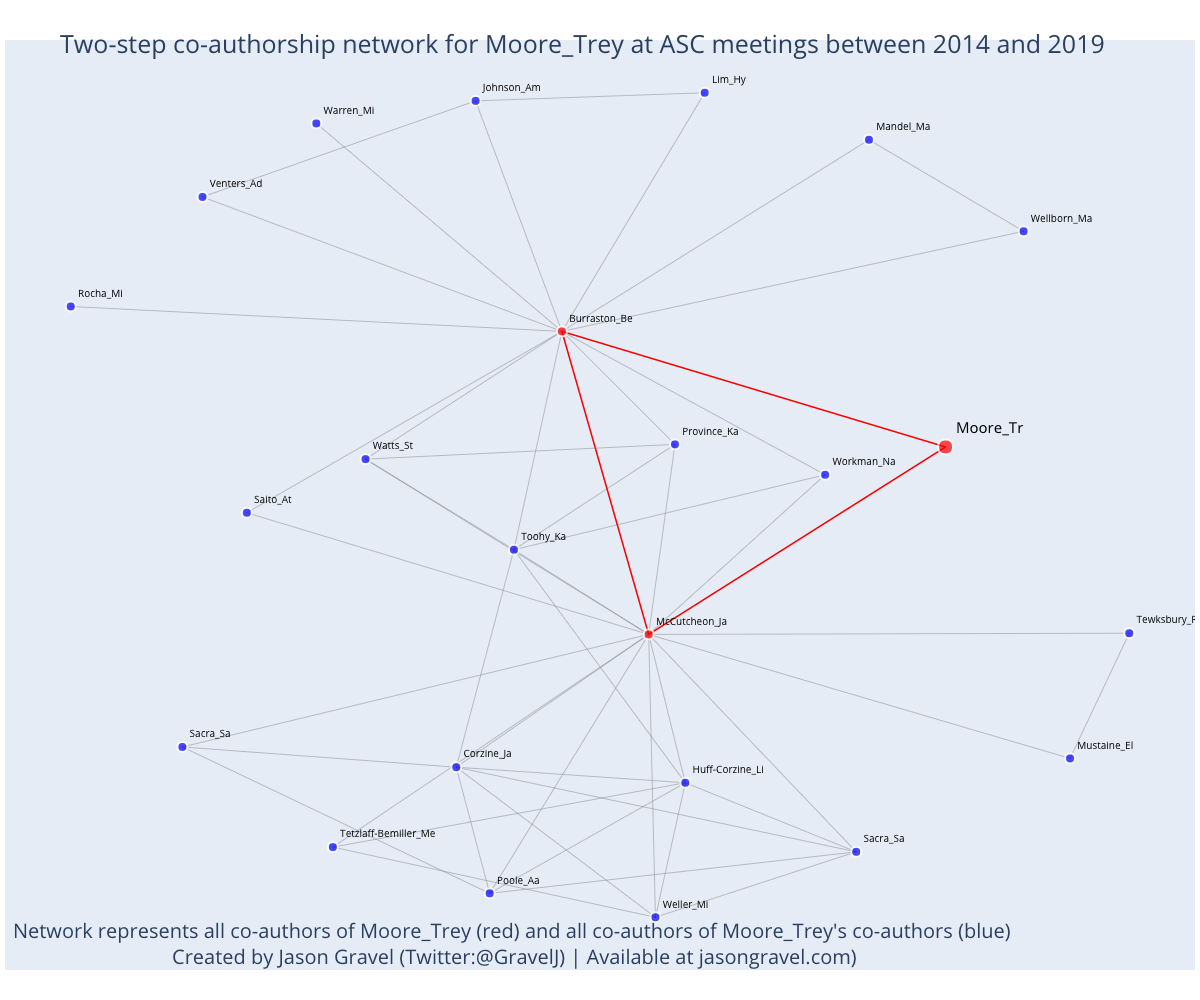 Two-step co-authorship network for Moore_Trey at ASC meetings between 2014 and 2019
Lim_Hy
Johnson_Am
Warren_Mi
Mandel_Ma
Venters_Ad
Wellborn_Ma
Rocha_Mi
Burraston_Be
Moore_Tr
Province_Ka
Watts_St
Workman_Na
Saito_At
Toohy_Ka
McCutcheon_Ja
Tewksbury_R
Sacra_Sa
Mustaine_El
Corzine_Ja
Huff-Corzine_Li
Tetzlaff-Bemiller_Me
Sacra_Sa
Poole_Aa
Weller_Mi
Network represents all co-authors of Moore_Trey (red) and all co-authors of Moore_Trey's co-authors (blue)
Created by Jason Gravel (Twitter:@GravelJ) | Available at jasongravel.com)